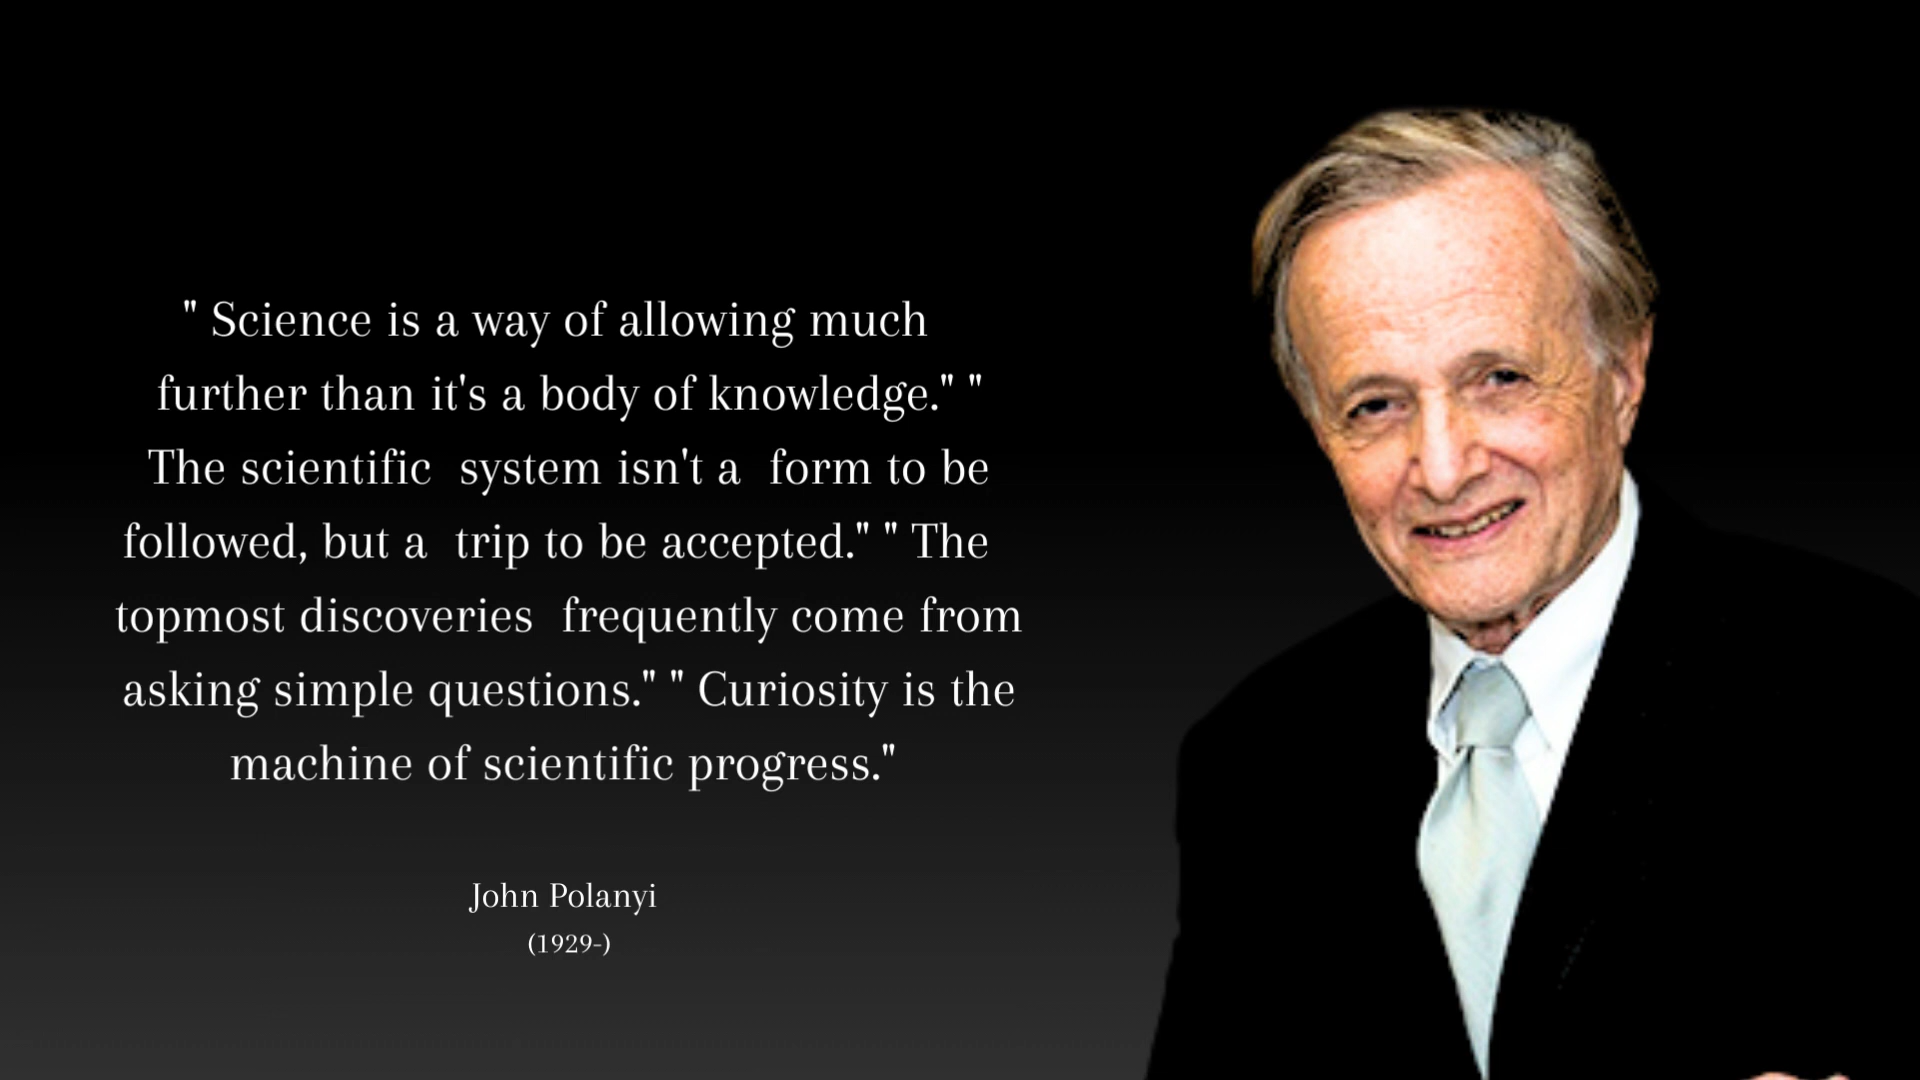 " Science is a way of allowing much
further than it's a body of knowledge." "
The scientific  system isn't a  form to be
followed, but a  trip to be accepted." " The
topmost discoveries  frequently come from
asking simple questions." " Curiosity is the
machine of scientific progress."
John Polanyi
(1929-)